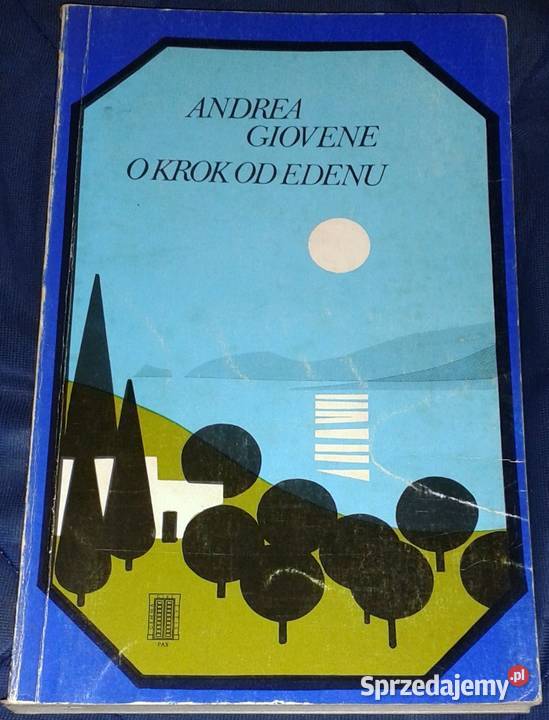 ANDREA
GIOVENE
O KROK OD EDENU
PAX
Sprzedajemy.pl